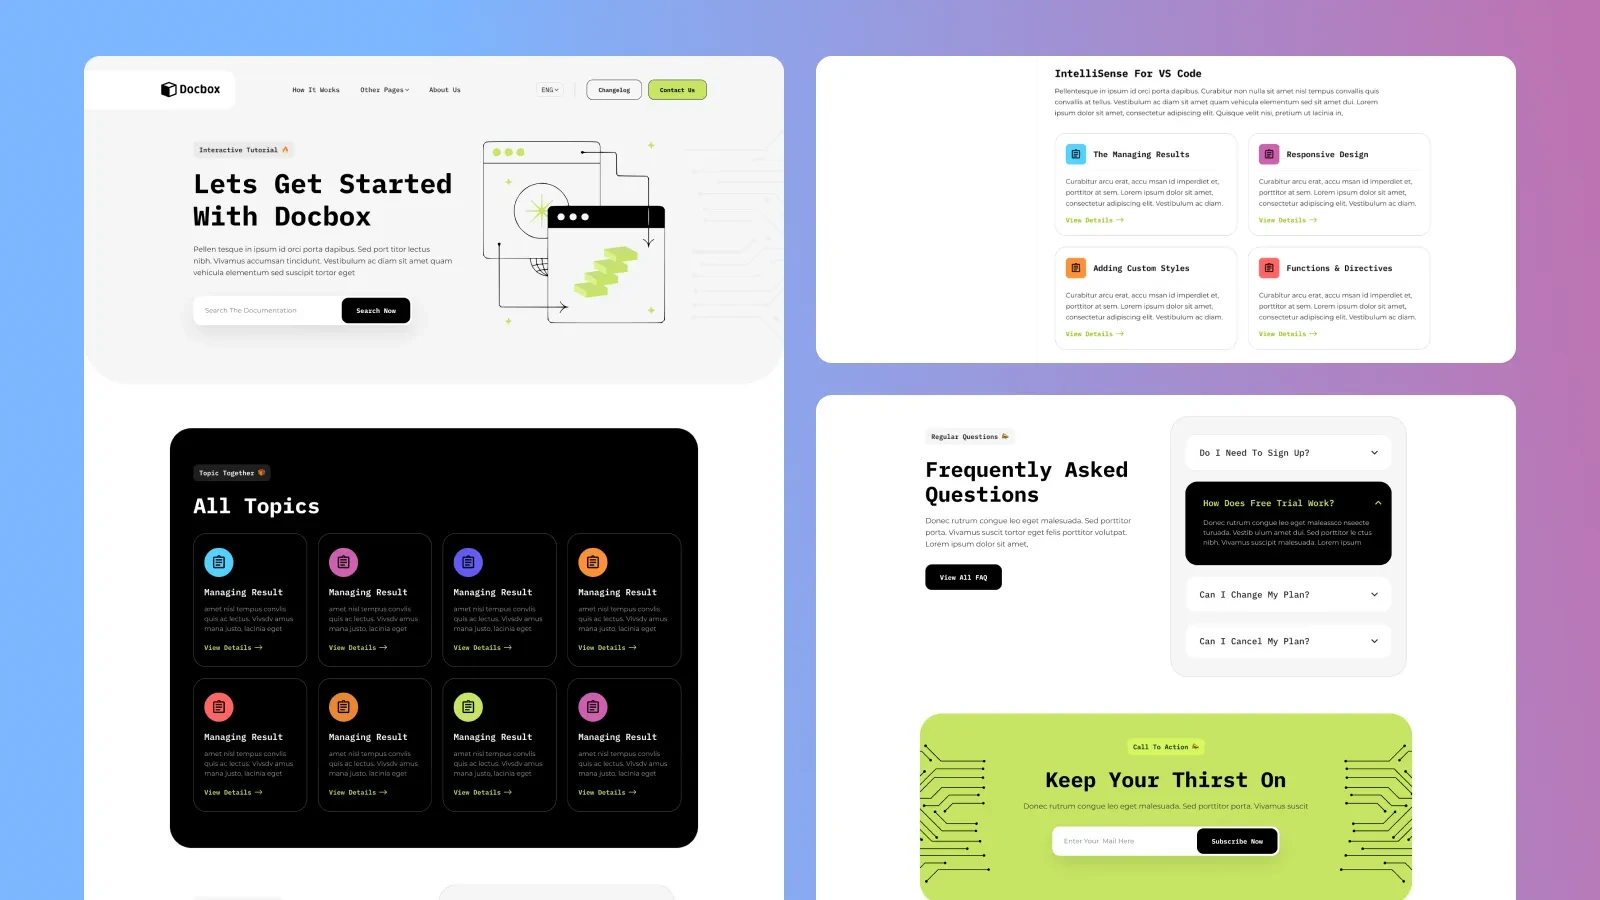 Docbox
How It Works
Other Pages
About Us
ENG
Changelog
Contact Us
Interactive Tutorial
Lets Get Started
With Docbox
Pellen tesque in ipsum id orci porta dapibus. Sed port titor lectus
nibh. Vivamus accumsan tincidunt. Vestibulum ac diam sit amet quam
vehicula elementum sed suscipit tortor eget
Search The Documentation
Search Now
Topic Together
All Topics
Managing Result
amet nisl tempus convlis
quis ac lectus. Vivsdv amus
mana justo, lacinia eget
View Details
Managing Result
amet nisl tempus convlis
quis ac lectus. Vivsdv amus
mana justo, lacinia eget
View Details
Managing Result
amet nisl tempus convlis
quis ac lectus. Vivsdv amus
mana justo, lacinia eget
View Details
Managing Result
amet nisl tempus convlis
quis ac lectus. Vivsdv amus
mana justo, lacinia eget
View Details
Managing Result
amet nisl tempus convlis
quis ac lectus. Vivsdv amus
mana justo, lacinia eget
View Details
Managing Result
amet nisl tempus convlis
quis ac lectus. Vivsdv amus
mana justo, lacinia eget
View Details
Managing Result
amet nisl tempus convlis
quis ac lectus. Vivsdv amus
mana justo, lacinia eget
View Details
Managing Result
amet nisl tempus convlis
quis ac lectus. Vivsdv amus
mana justo, lacinia eget
View Details
IntelliSense For VS Code
Pellentesque in ipsum id orci porta dapibus. Curabitur non nulla sit amet nisl tempus convallis quis
convallis at tellus. Vestibulum ac diam sit amet quam vehicula elementum sed sit amet dui. Lorem
ipsum dolor sit amet, consectetur adipiscing elit. Quisque velit nisi, pretium ut lacinia in.
The Managing Results
Curabitur arcu erat, accu msan id imperdiet et,
porttitor at sem. Lorem ipsum dolor sit amet,
consectetur adipiscing elit. Vestibulum ac diam.
View Details
Responsive Design
Curabitur arcu erat, accu msan id imperdiet et,
porttitor at sem. Lorem ipsum dolor sit amet,
consectetur adipiscing elit. Vestibulum ac diam.
View Details
Adding Custom Styles
Curabitur arcu erat, accu msan id imperdiet et,
porttitor at sem. Lorem ipsum dolor sit amet,
consectetur adipiscing elit. Vestibulum ac diam.
View Details
Functions & Directives
Curabitur arcu erat, accu msan id imperdiet et,
porttitor at sem. Lorem ipsum dolor sit amet,
consectetur adipiscing elit. Vestibulum ac diam.
View Details
Regular Questions
Frequently Asked
Questions
Donec rutrum congue leo eget malesuada. Sed porttitor
porta. Vivamus suscit tortor eget felis porttitor volutpat.
Lorem ipsum dolor sit amet,
View All FAQ
Do I Need To Sign Up?
How Does Free Trial Work?
Donec rutrum congue leo eget maleassco nseecte
turuada. Vestib ulum amet dui. Sed porttitor le ctus
nibh. Vivamus suscipit malesuada. Lorem ipsum
Can I Change My Plan?
Can I Cancel My Plan?
Call To Action
Keep Your Thirst On
Donec rutrum congue leo eget malesuada. Sed porttitor porta. Vivamus suscit
Enter Your Mail Here
Subscribe Now